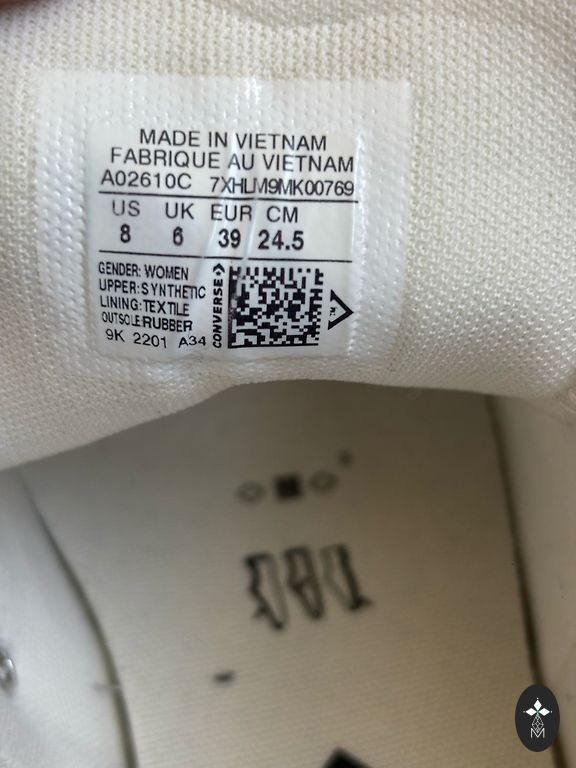 MADE IN VIETNAM
FABRIQUE AU VIETNAM
A02610C 7XHLM9MK00769
US UK EUR CM
8 6 39 24.5
GENDER: WOMEN
UPPER: SYNTHETIC
LINING: TEXTILE
OUTSOLE: RUBBER
9K 2201 A34
CONVERSE
TM
M